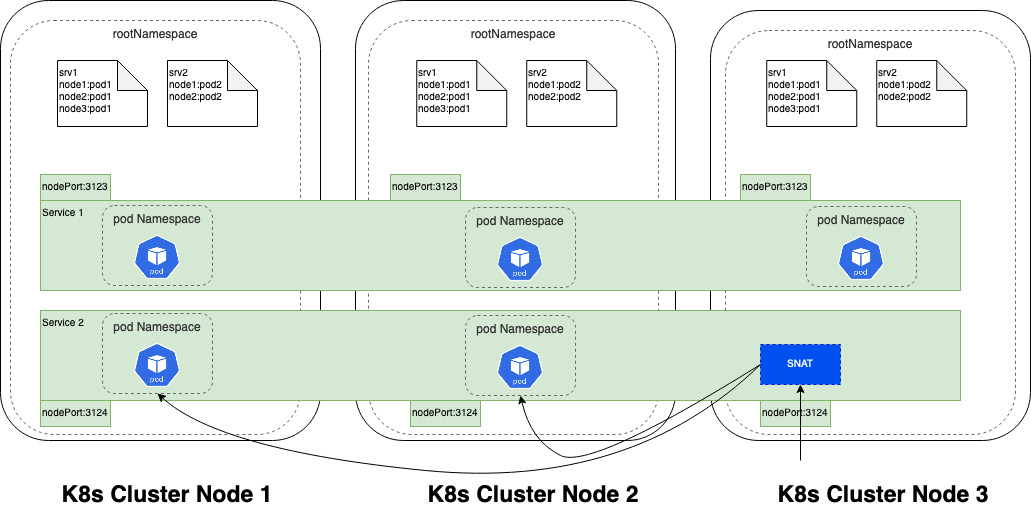 rootNamespace
srv1
node1:pod1
node2:pod1
node3:pod1
srv2
node1:pod2
node2:pod2
rootNamespace
srv1
node1:pod1
node2:pod1
node3:pod1
srv2
node1:pod2
node2:pod2
rootNamespace
srv1
node1:pod1
node2:pod1
node3:pod1
srv2
node1:pod2
node2:pod2
nodePort:3123
nodePort:3123
nodePort:3123
Service 1
pod Namespace
pod
pod Namespace
pod
pod Namespace
pod
Service 2
pod Namespace
pod
pod Namespace
pod
SNAT
nodePort:3124
nodePort:3124
nodePort:3124
K8s Cluster Node 1
K8s Cluster Node 2
K8s Cluster Node 3